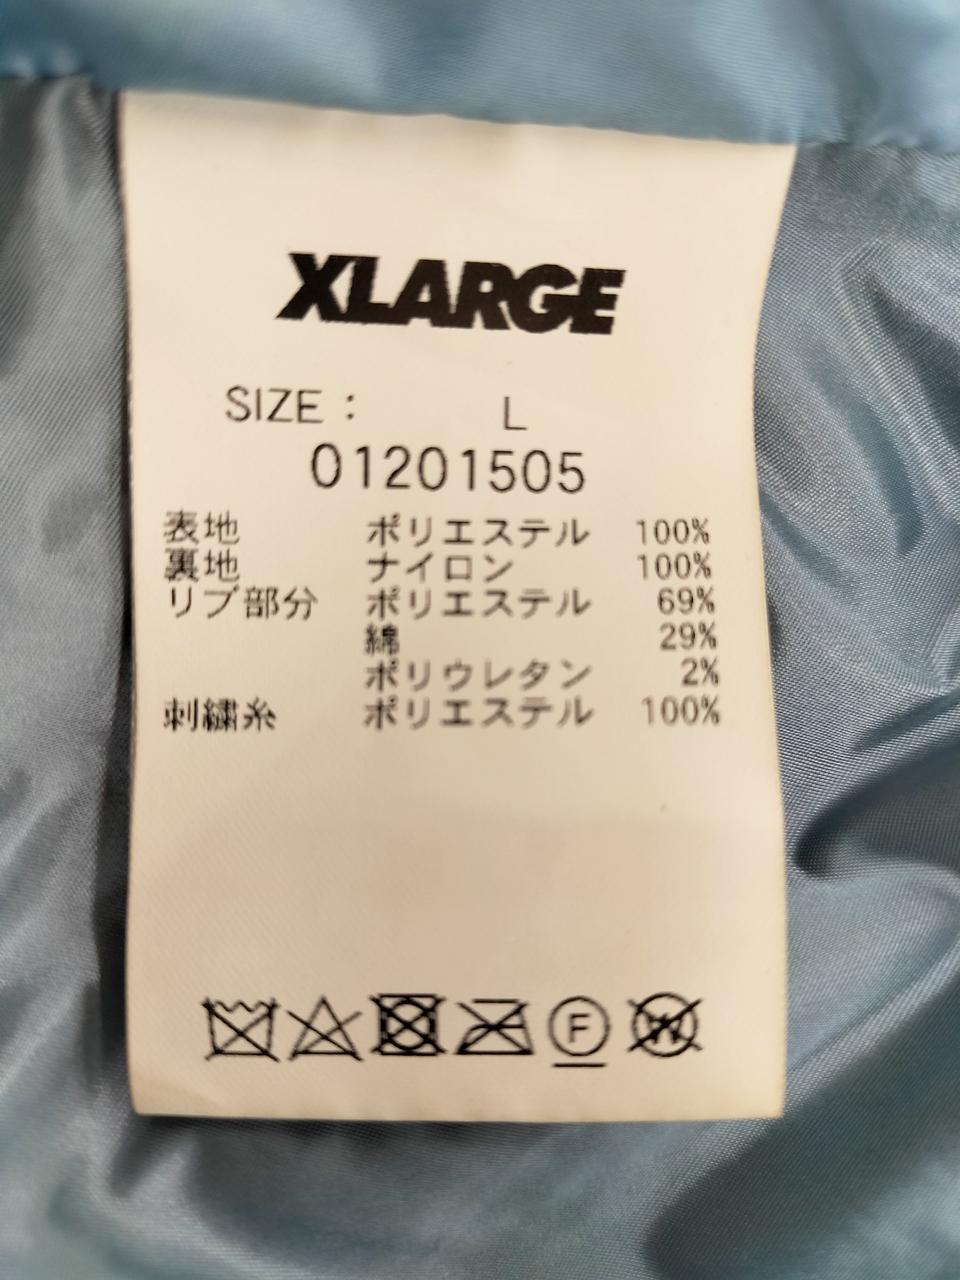 XLARGE
SIZE : L
01201505
表地 ポリエステル 100%
裏地 ナイロン 100%
リブ部分 ポリエステル 69%
綿 29%
ポリウレタン 2%
刺繍糸 ポリエステル 100%
F W